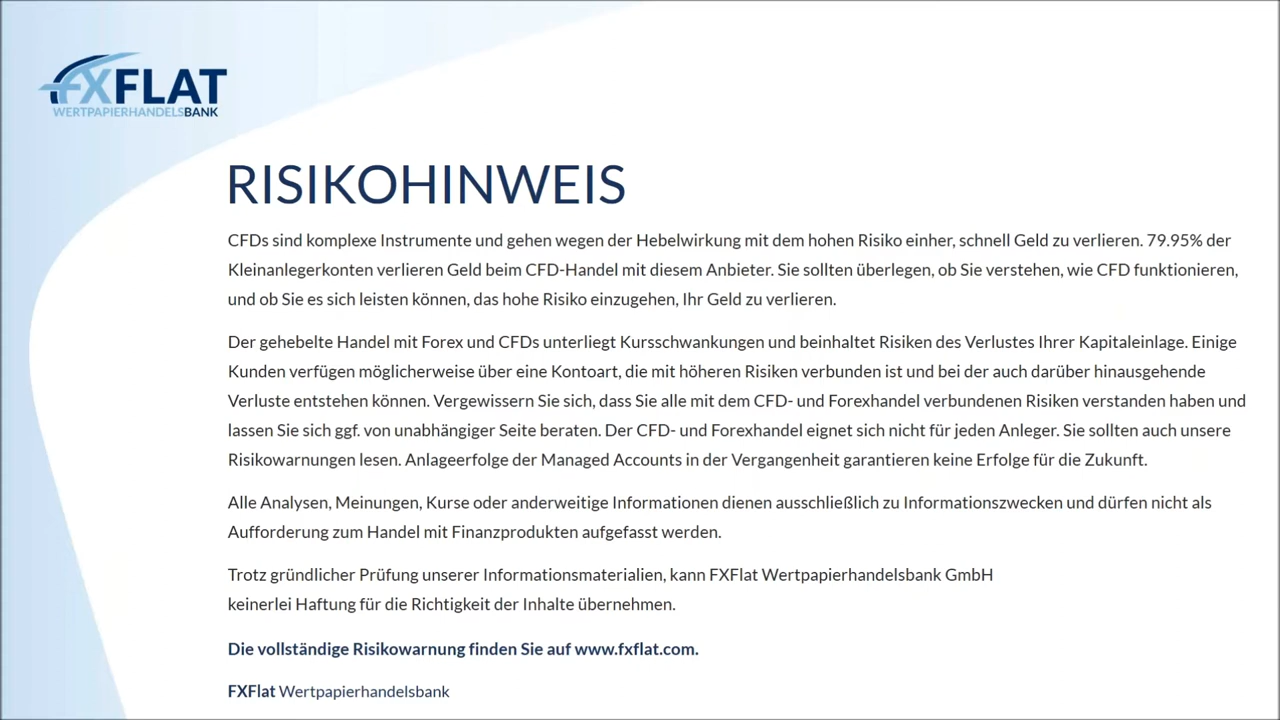 FXFLAT
WERTPAPIERHANDELSBANK
RISIKOHINWEIS
CFDs sind komplexe Instrumente und gehen wegen der Hebelwirkung mit dem hohen Risiko einher, schnell Geld zu verlieren. 79.95% der
Kleinanlegerkonten verlieren Geld beim CFD-Handel mit diesem Anbieter. Sie sollten überlegen, ob Sie verstehen, wie CFD funktionieren,
und ob Sie es sich leisten können, das hohe Risiko einzugehen, Ihr Geld zu verlieren.
Der gehebelte Handel mit Forex und CFDs unterliegt Kursschwankungen und beinhaltet Risiken des Verlustes Ihrer Kapitaleinlage. Einige
Kunden verfügen möglicherweise über eine Kontoart, die mit höheren Risiken verbunden ist und bei der auch darüber hinausgehende
Verluste entstehen können. Vergewissern Sie sich, dass Sie alle mit dem CFD- und Forexhandel verbundenen Risiken verstanden haben und
lassen Sie sich ggf. von unabhängiger Seite beraten. Der CFD- und Forexhandel eignet sich nicht für jeden Anleger. Sie sollten auch unsere
Risikowarnungen lesen. Anlageerfolge der Managed Accounts in der Vergangenheit garantieren keine Erfolge für die Zukunft.
Alle Analysen, Meinungen, Kurse oder anderweitige Informationen dienen ausschließlich zu Informationszwecken und dürfen nicht als
Aufforderung zum Handel mit Finanzprodukten aufgefasst werden.
Trotz gründlicher Prüfung unserer Informationsmaterialien, kann FXFlat Wertpapierhandelsbank GmbH
keinerlei Haftung für die Richtigkeit der Inhalte übernehmen.
Die vollständige Risikowarnung finden Sie auf www.fxflat.com.
FXFlat Wertpapierhandelsbank